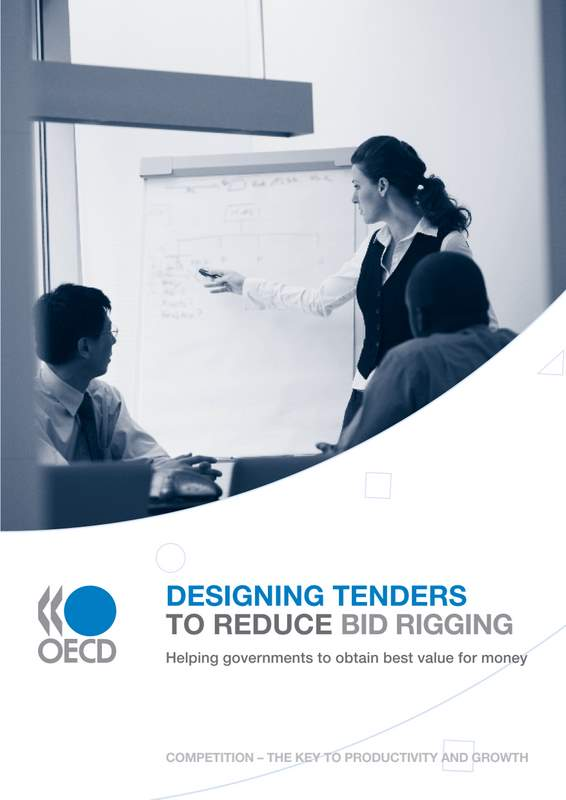 OECD
DESIGNING TENDERS
TO REDUCE BID RIGGING
Helping governments to obtain best value for money
COMPETITION – THE KEY TO PRODUCTIVITY AND GROWTH